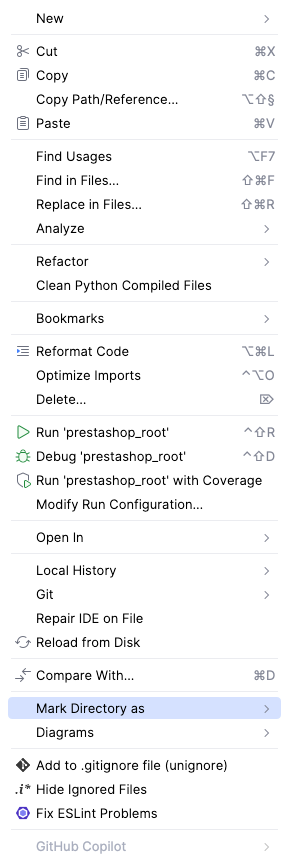 New
Cut ⌘X
Copy ⌘C
Copy Path/Reference... ⌥⇧§
Paste ⌘V
Find Usages ⌥F7
Find in Files... ⇧⌘F
Replace in Files... ⇧⌘R
Analyze
Refactor
Clean Python Compiled Files
Bookmarks
Reformat Code ⌥⌘L
Optimize Imports ^⌥O
Delete... ⌦
Run 'prestashop_root' ^⇧R
Debug 'prestashop_root' ^⇧D
Run 'prestashop_root' with Coverage
Modify Run Configuration...
Open In
Local History
Git
Repair IDE on File
Reload from Disk
Compare With... ⌘D
Mark Directory as
Diagrams
Add to .gitignore file (unignore)
.i* Hide Ignored Files
Fix ESLint Problems
GitHub Copilot